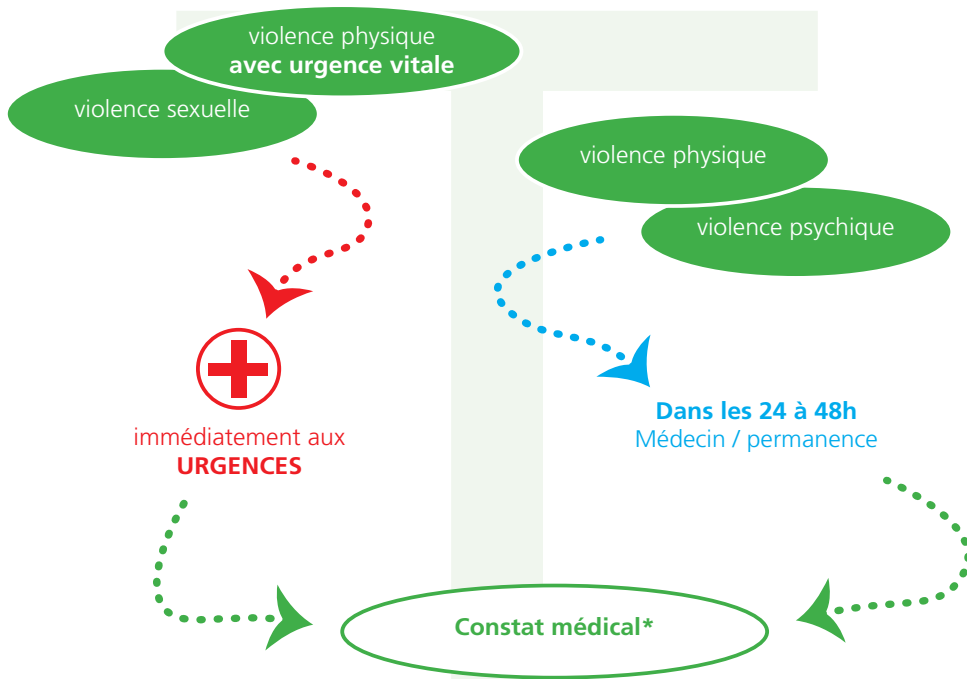 violence physique
avec urgence vitale
violence sexuelle
violence physique
violence psychique
immédiatement aux
URGENCES
Dans les 24 à 48h
Médecin / permanence
Constat médical*